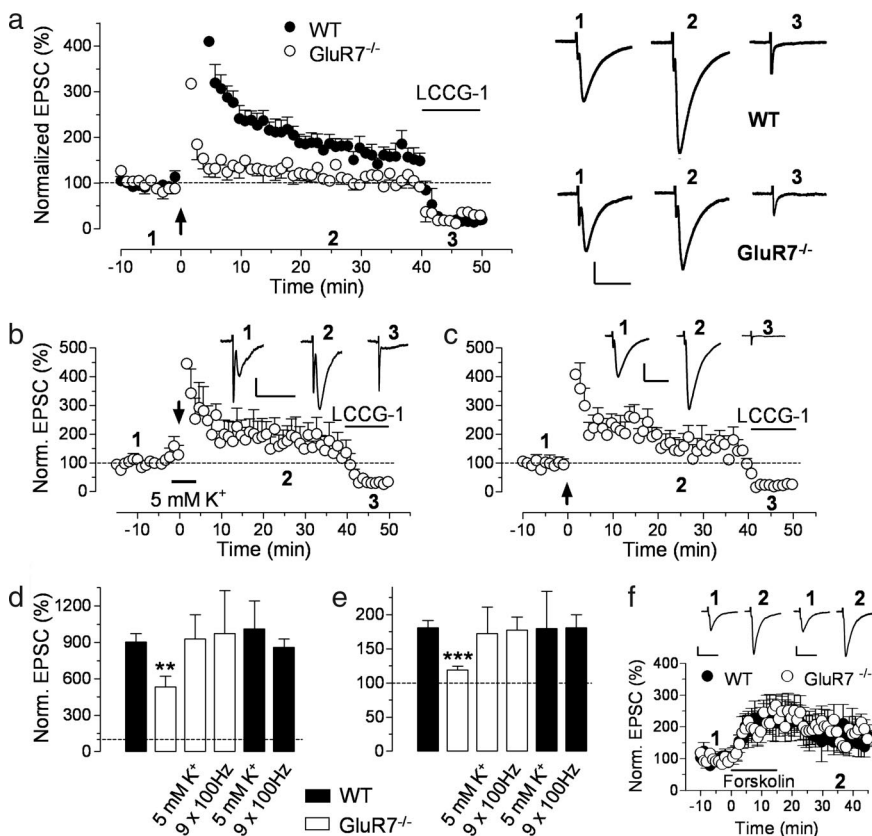 a
WT
GluR7-/-
LCCG-1
Normalized EPSC (%)
400
300
200
100
0
1 2 3
-10 0 10 20 30 40 50
Time (min)
1 2 3
WT
1 2 3
GluR7-/-
b
Norm. EPSC (%)
500
400
300
200
100
0
1 2 3
LCCG-1
1
2
3
5 mM K+
-10 0 10 20 30 40 50
Time (min)
c
Norm. EPSC (%)
500
400
300
200
100
0
1 2 3
LCCG-1
1
2
3
-10 0 10 20 30 40 50
Time (min)
d
Norm. EPSC (%)
1200
900
600
300
0
**
5 mM K+
9 x 100Hz
5 mM K+
9 x 100Hz
e
200
150
100
50
0
***
5 mM K+
9 x 100Hz
5 mM K+
9 x 100Hz
WT
GluR7-/-
f
1 2 1 2
Norm. EPSC (%)
400
300
200
100
0
WT GluR7 -/-
1
Forskolin 2
-10 0 10 20 30 40
Time (min)